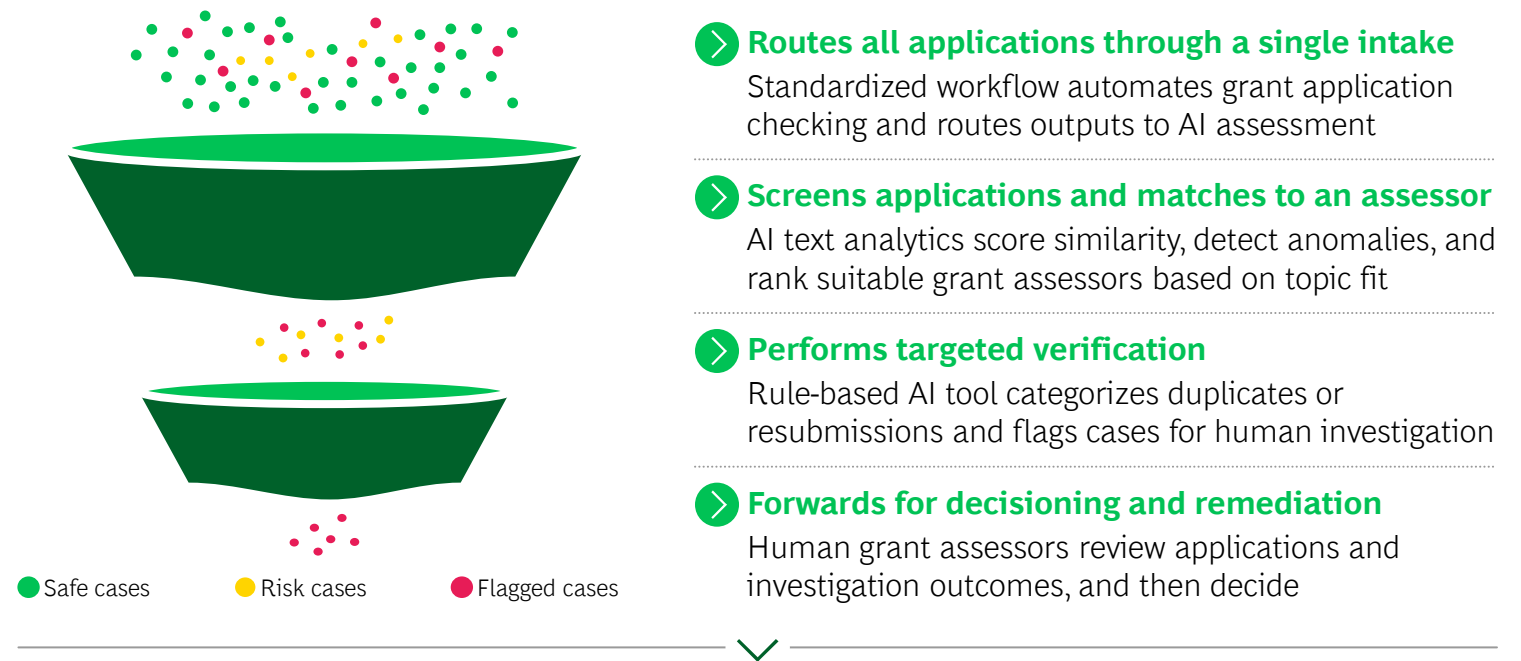 Routes all applications through a single intake
Standardized workflow automates grant application
checking and routes outputs to AI assessment
Screens applications and matches to an assessor
AI text analytics score similarity, detect anomalies, and
rank suitable grant assessors based on topic fit
Performs targeted verification
Rule-based AI tool categorizes duplicates or
resubmissions and flags cases for human investigation
Forwards for decisioning and remediation
Human grant assessors review applications and
investigation outcomes, and then decide
Safe cases
Risk cases
Flagged cases